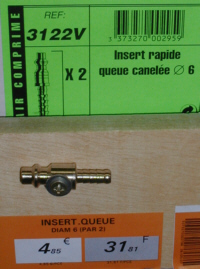 AIR COMPRIME
REF:
3122V
3 373270 002959
X 2
Insert rapide
queue canelée ∅ 6
INSERT.QUEUE
DIAM 6 (PAR 2)
4,85 €
31,81 F